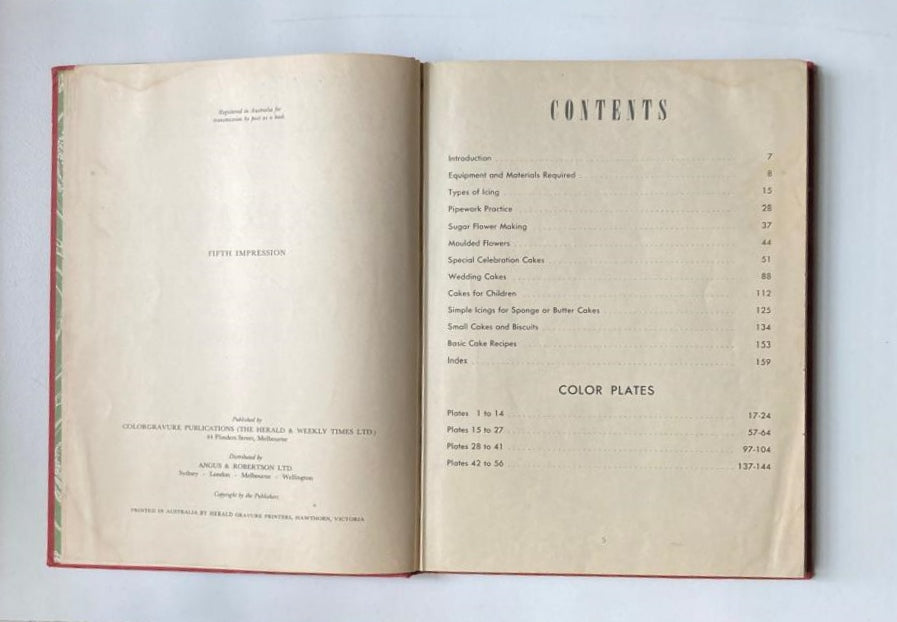 Registered in Australia for
transmission by post as a book
FIFTH IMPRESSION
Published by
COLORGRAVURE PUBLICATIONS (THE HERALD & WEEKLY TIMES LTD.)
44 Flinders Street, Melbourne
Distributed by
ANGUS & ROBERTSON LTD.
Sydney - London - Melbourne - Wellington
Copyright by the Publishers
PRINTED IN AUSTRALIA BY HERALD GRAVURE PRINTERS, HAWTHORN, VICTORIA
CONTENTS
Introduction 7
Equipment and Materials Required 8
Types of Icing 15
Pipework Practice 28
Sugar Flower Making 37
Moulded Flowers 44
Special Celebration Cakes 51
Wedding Cakes 88
Cakes for Children 112
Simple Icings for Sponge or Butter Cakes 125
Small Cakes and Biscuits 134
Basic Cake Recipes 153
Index 159
COLOR PLATES
Plates 1 to 14 17-24
Plates 15 to 27 57-64
Plates 28 to 41 97-104
Plates 42 to 56 137-144
5